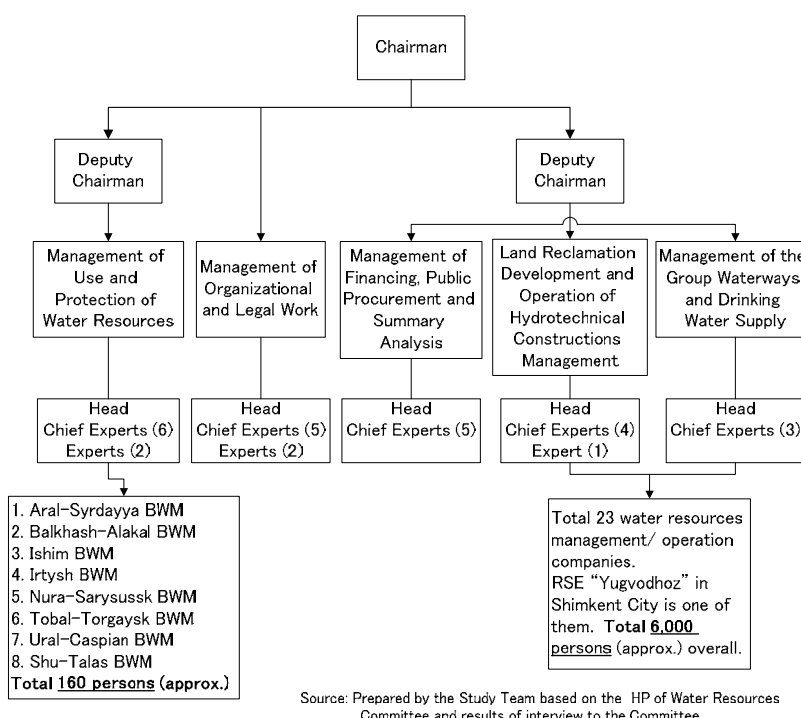 Chairman
Deputy
Chairman
Deputy
Chairman
Management of
Use and
Protection of
Water Resources
Management of
Organizational
and Legal Work
Management of
Financing, Public
Procurement and
Summary
Analysis
Land Reclamation
Development and
Operation of
Hydrotechnical
Constructions
Management
Management of the
Group Waterways
and Drinking
Water Supply
Head
Chief Experts (6)
Experts (2)
Head
Chief Experts (5)
Experts (2)
Head
Chief Experts (5)
Head
Chief Experts (4)
Expert (1)
Head
Chief Experts (3)
1. Aral-Syrdayya BWM
2. Balkhash-Alakal BWM
3. Ishim BWM
4. Irtysh BWM
5. Nura-Sarysussk BWM
6. Tobal-Torgaysk BWM
7. Ural-Caspian BWM
8. Shu-Talas BWM
Total 160 persons (approx.)
Total 23 water resources
management/ operation
companies.
RSE "Yugvodhoz" in
Shimkent City is one of
them. Total 6,000
persons (approx.) overall.
Source: Prepared by the Study Team based on the HP of Water Resources
Committee and results of interview to the Committee